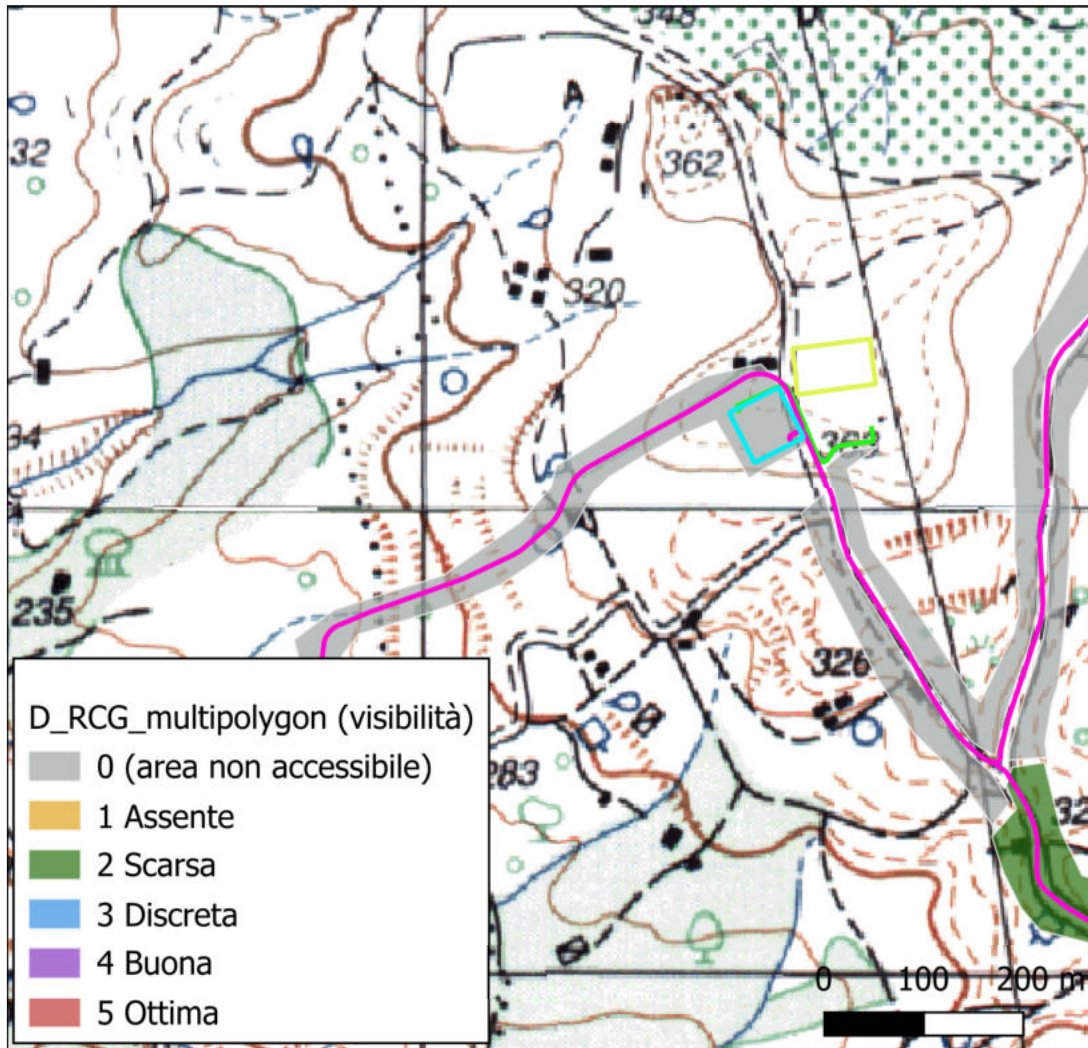 348
32
362
320
235
326
283
32
D_RCG_multipolygon (visibilità)
0 (area non accessibile)
1 Assente
2 Scarsa
3 Discreta
4 Buona
5 Ottima
0 100 200 m